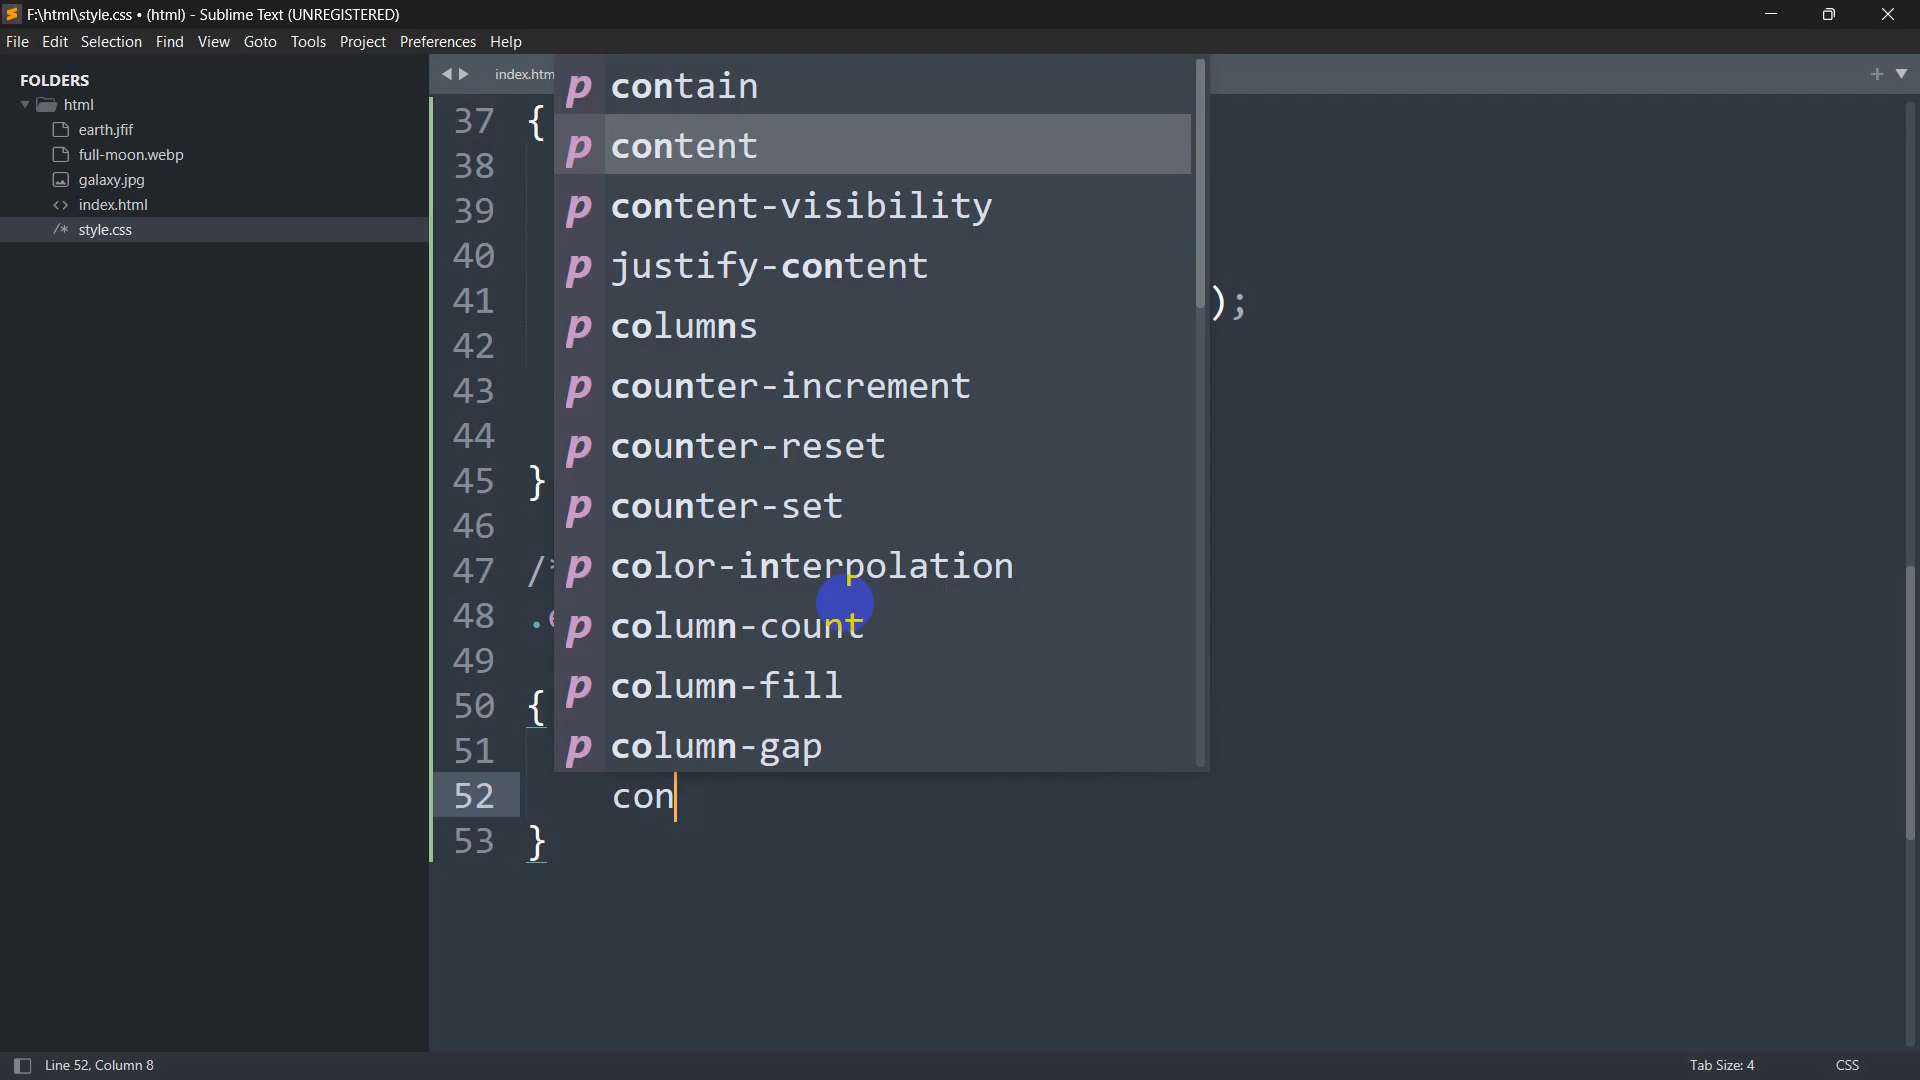 F:\html\style.css • (html) - Sublime Text (UNREGISTERED)
File Edit Selection Find View Goto Tools Project Preferences Help
FOLDERS
html
earth.jfif
full-moon.webp
galaxy.jpg
<> index.html
/* style.css
index.htm
37 {
38
39
40
41 );
42
43
44
45 }
46
47 /*
48 .e
49
50 {
51
52 con
53 }
p contain
p content
p content-visibility
p justify-content
p columns
p counter-increment
p counter-reset
p counter-set
p color-interpolation
p column-count
p column-fill
p column-gap
Line 52, Column 8
Tab Size: 4
CSS